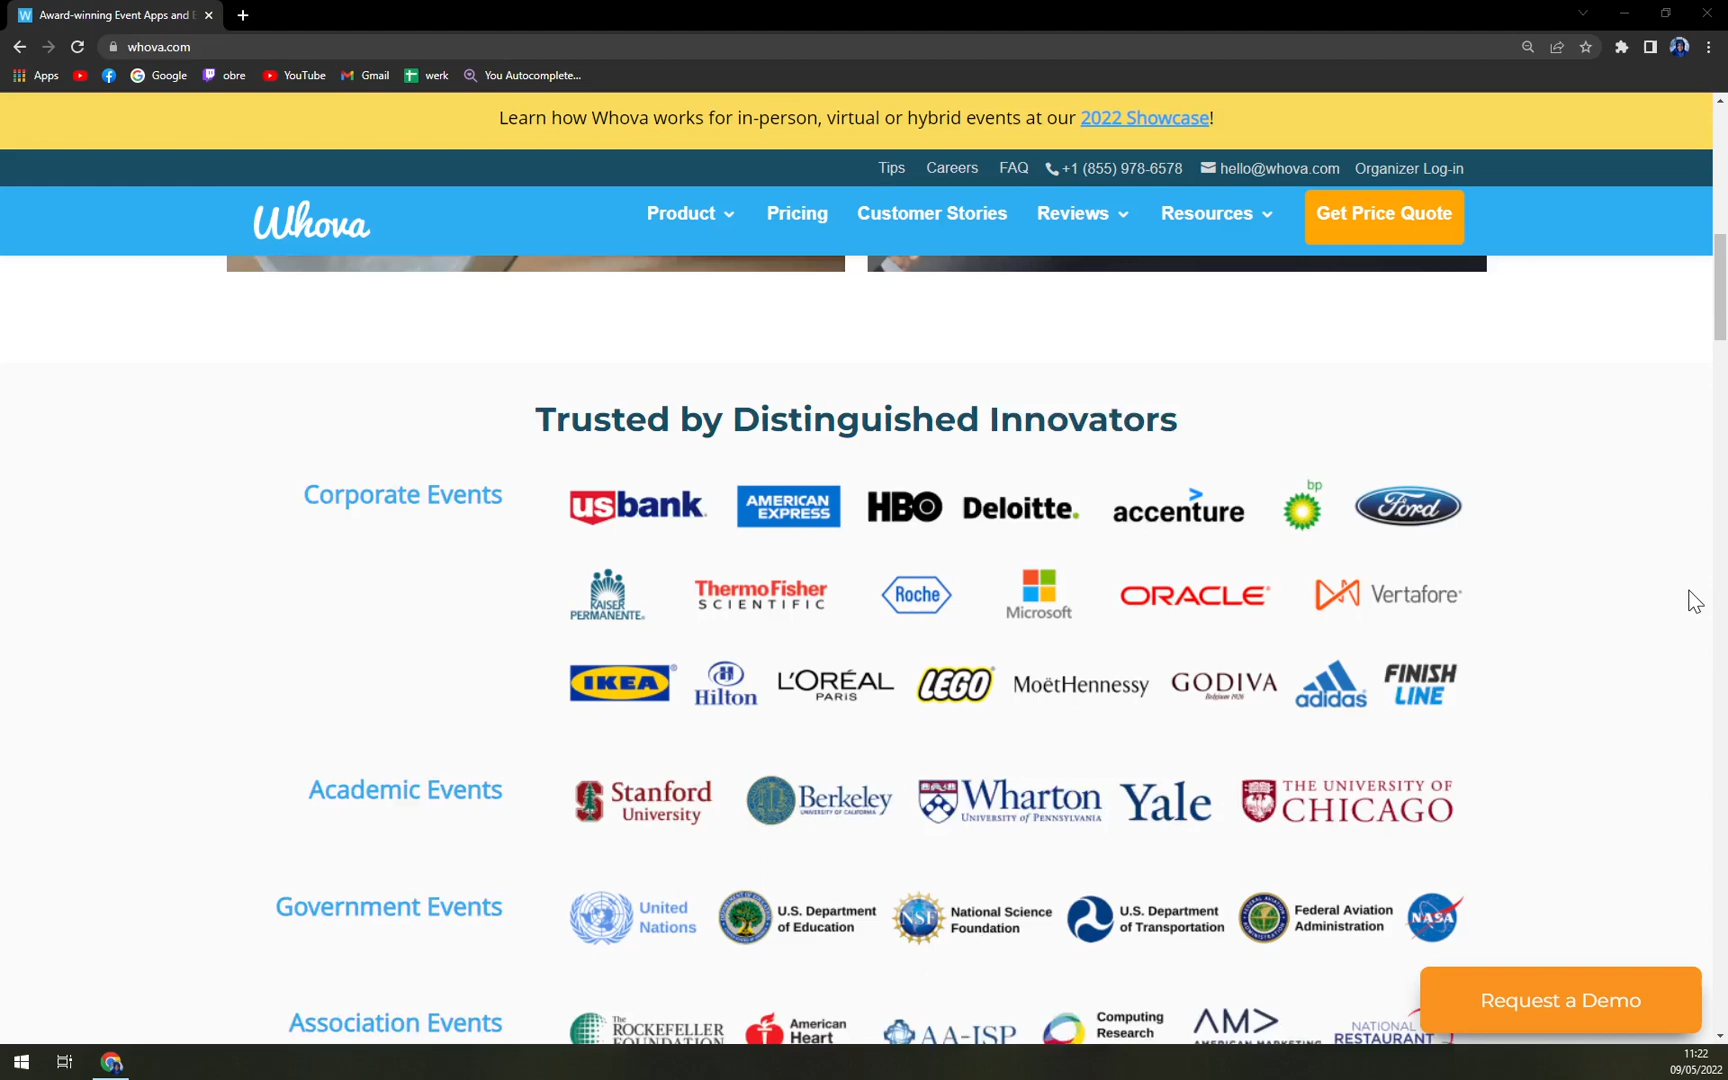 Award-winning Event Apps and E
whova.com
Apps
Google
obre
YouTube
Gmail
werk
You Autocomplete...
Learn how Whova works for in-person, virtual or hybrid events at our 2022 Showcase!
Tips
Careers
FAQ
+1 (855) 978-6578
hello@whova.com
Organizer Log-in
Whova
Product
Pricing
Customer Stories
Reviews
Resources
Get Price Quote
Trusted by Distinguished Innovators
Corporate Events
usbank
AMERICAN
EXPRESS
HBO
Deloitte.
accenture
bp
Ford
KAISER
PERMANENTE
ThermoFisher
SCIENTIFIC
Roche
Microsoft
ORACLE
Vertafore
IKEA
Hilton
L'ORÉAL
PARIS
LEGO
MoëtHennessy
GODIVA
Belgium 1926
adidas
FINISH
LINE
Academic Events
Stanford
University
Berkeley
UNIVERSITY OF CALIFORNIA
Wharton
UNIVERSITY of PENNSYLVANIA
Yale
THE UNIVERSITY OF
CHICAGO
Government Events
United
Nations
U.S. Department
of Education
NSF
National Science
Foundation
U.S. Department
of Transportation
Federal Aviation
Administration
NASA
Request a Demo
Association Events
The
ROCKEFELLER
FOUNDATION
American
Heart
AA-ISP
Computing
Research
AMA
AMERICAN MARKETING
NATIONAL
RESTAURANT
11:22
09/05/2022